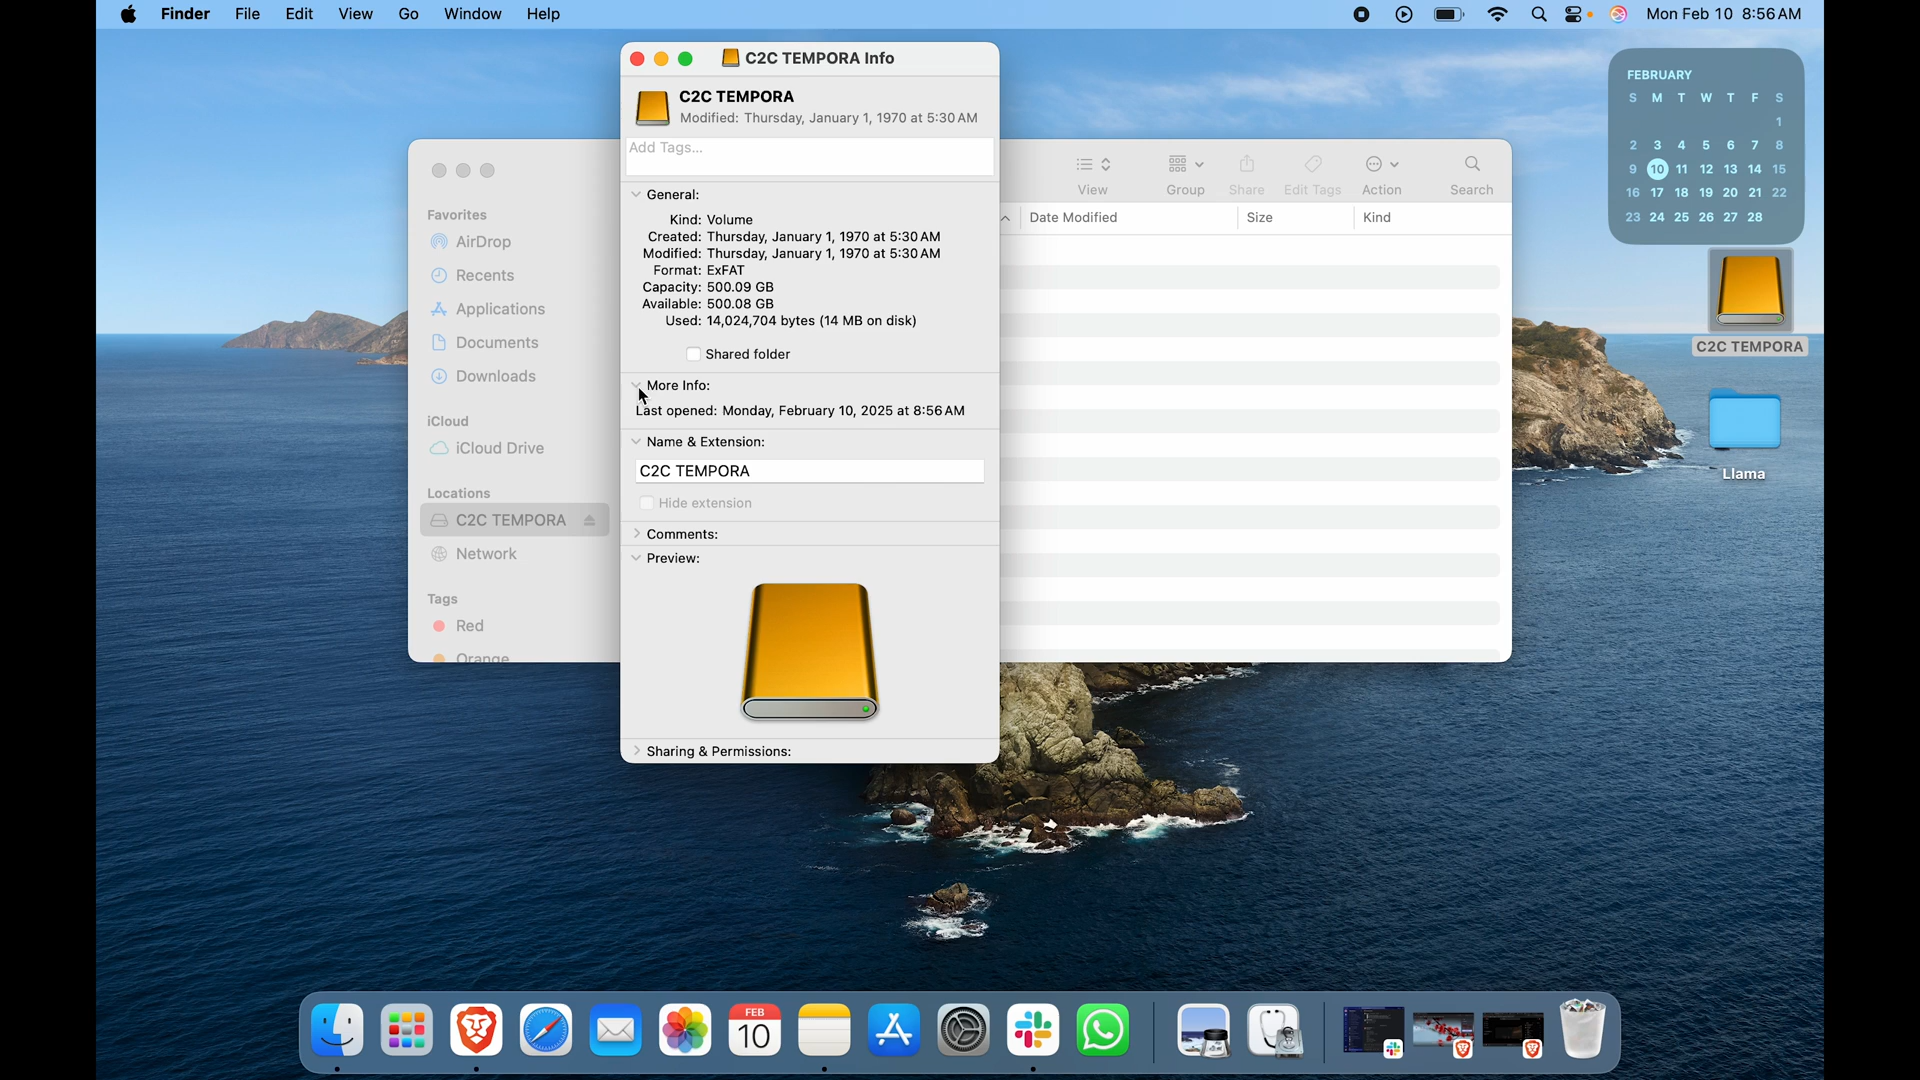 Finder File Edit View Go Window Help
Mon Feb 10 8:56 AM
C2C TEMPORA Info
C2C TEMPORA
Modified: Thursday, January 1, 1970 at 5:30 AM
Add Tags...
General:
Kind: Volume
Created: Thursday, January 1, 1970 at 5:30 AM
Modified: Thursday, January 1, 1970 at 5:30 AM
Format: ExFAT
Capacity: 500.09 GB
Available: 500.08 GB
Used: 14,024,704 bytes (14 MB on disk)
Shared folder
More Info:
Last opened: Monday, February 10, 2025 at 8:56 AM
Name & Extension:
C2C TEMPORA
Hide extension
Comments:
Preview:
Sharing & Permissions:
Favorites
AirDrop
Recents
Applications
Documents
Downloads
iCloud
iCloud Drive
Locations
C2C TEMPORA
Network
Tags
Red
Orange
View Group Share Edit Tags Action Search
Date Modified Size Kind
FEBRUARY
S M T W T F S
1
2 3 4 5 6 7 8
9 10 11 12 13 14 15
16 17 18 19 20 21 22
23 24 25 26 27 28
C2C TEMPORA
Llama
FEB
10